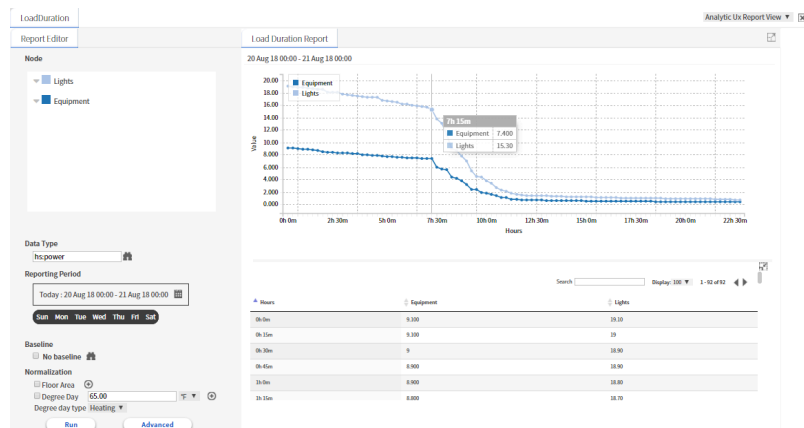 LoadDuration
Analytic Ux Report View
Report Editor
Load Duration Report
Node
Lights
Equipment
Data Type
hs:power
Reporting Period
Today : 20 Aug 18 00:00 - 21 Aug 18 00:00
Sun Mon Tue Wed Thu Fri Sat
Baseline
No baseline
Normalization
Floor Area
Degree Day 65.00 °F
Degree day type Heating
Run Advanced
20 Aug 18 00:00 - 21 Aug 18 00:00
Equipment
Lights
20.00
18.00
16.00
14.00
12.00
10.00
8.000
6.000
4.000
2.000
0.000
Value
7h 15m
Equipment 7.400
Lights 15.30
0h 0m 2h 30m 5h 0m 7h 30m 10h 0m 12h 30m 15h 0m 17h 30m 20h 0m 22h 30m
Hours
Search Display: 100 1 - 92 of 92
Hours Equipment Lights
0h 0m 9.100 19.10
0h 15m 9.100 19
0h 30m 9 18.90
0h 45m 8.900 18.90
1h 0m 8.900 18.80
1h 15m 8.800 18.70